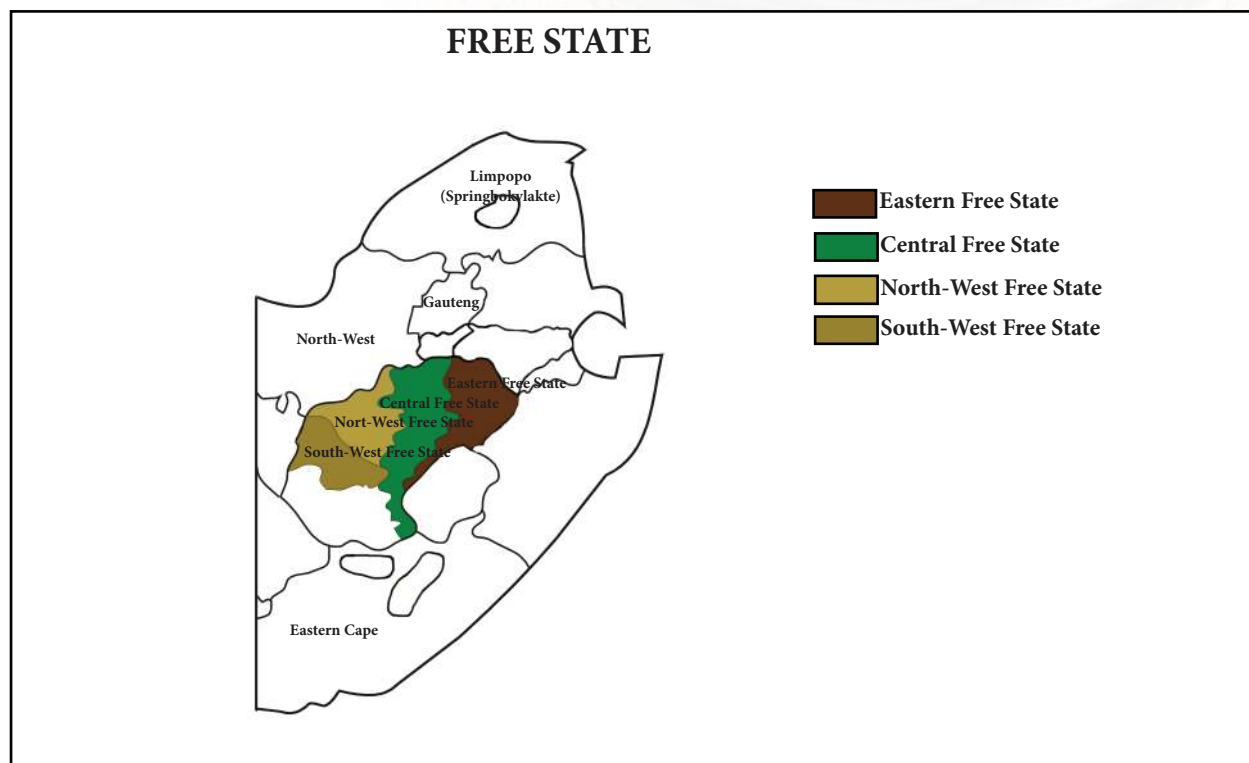 FREE STATE
Limpopo
(Springbokvlakte)
Eastern Free State
Central Free State
North-West Free State
South-West Free State
Gauteng
North-West
Eastern Free State
Central Free State
Nort-West Free State
South-West Free State
Eastern Cape